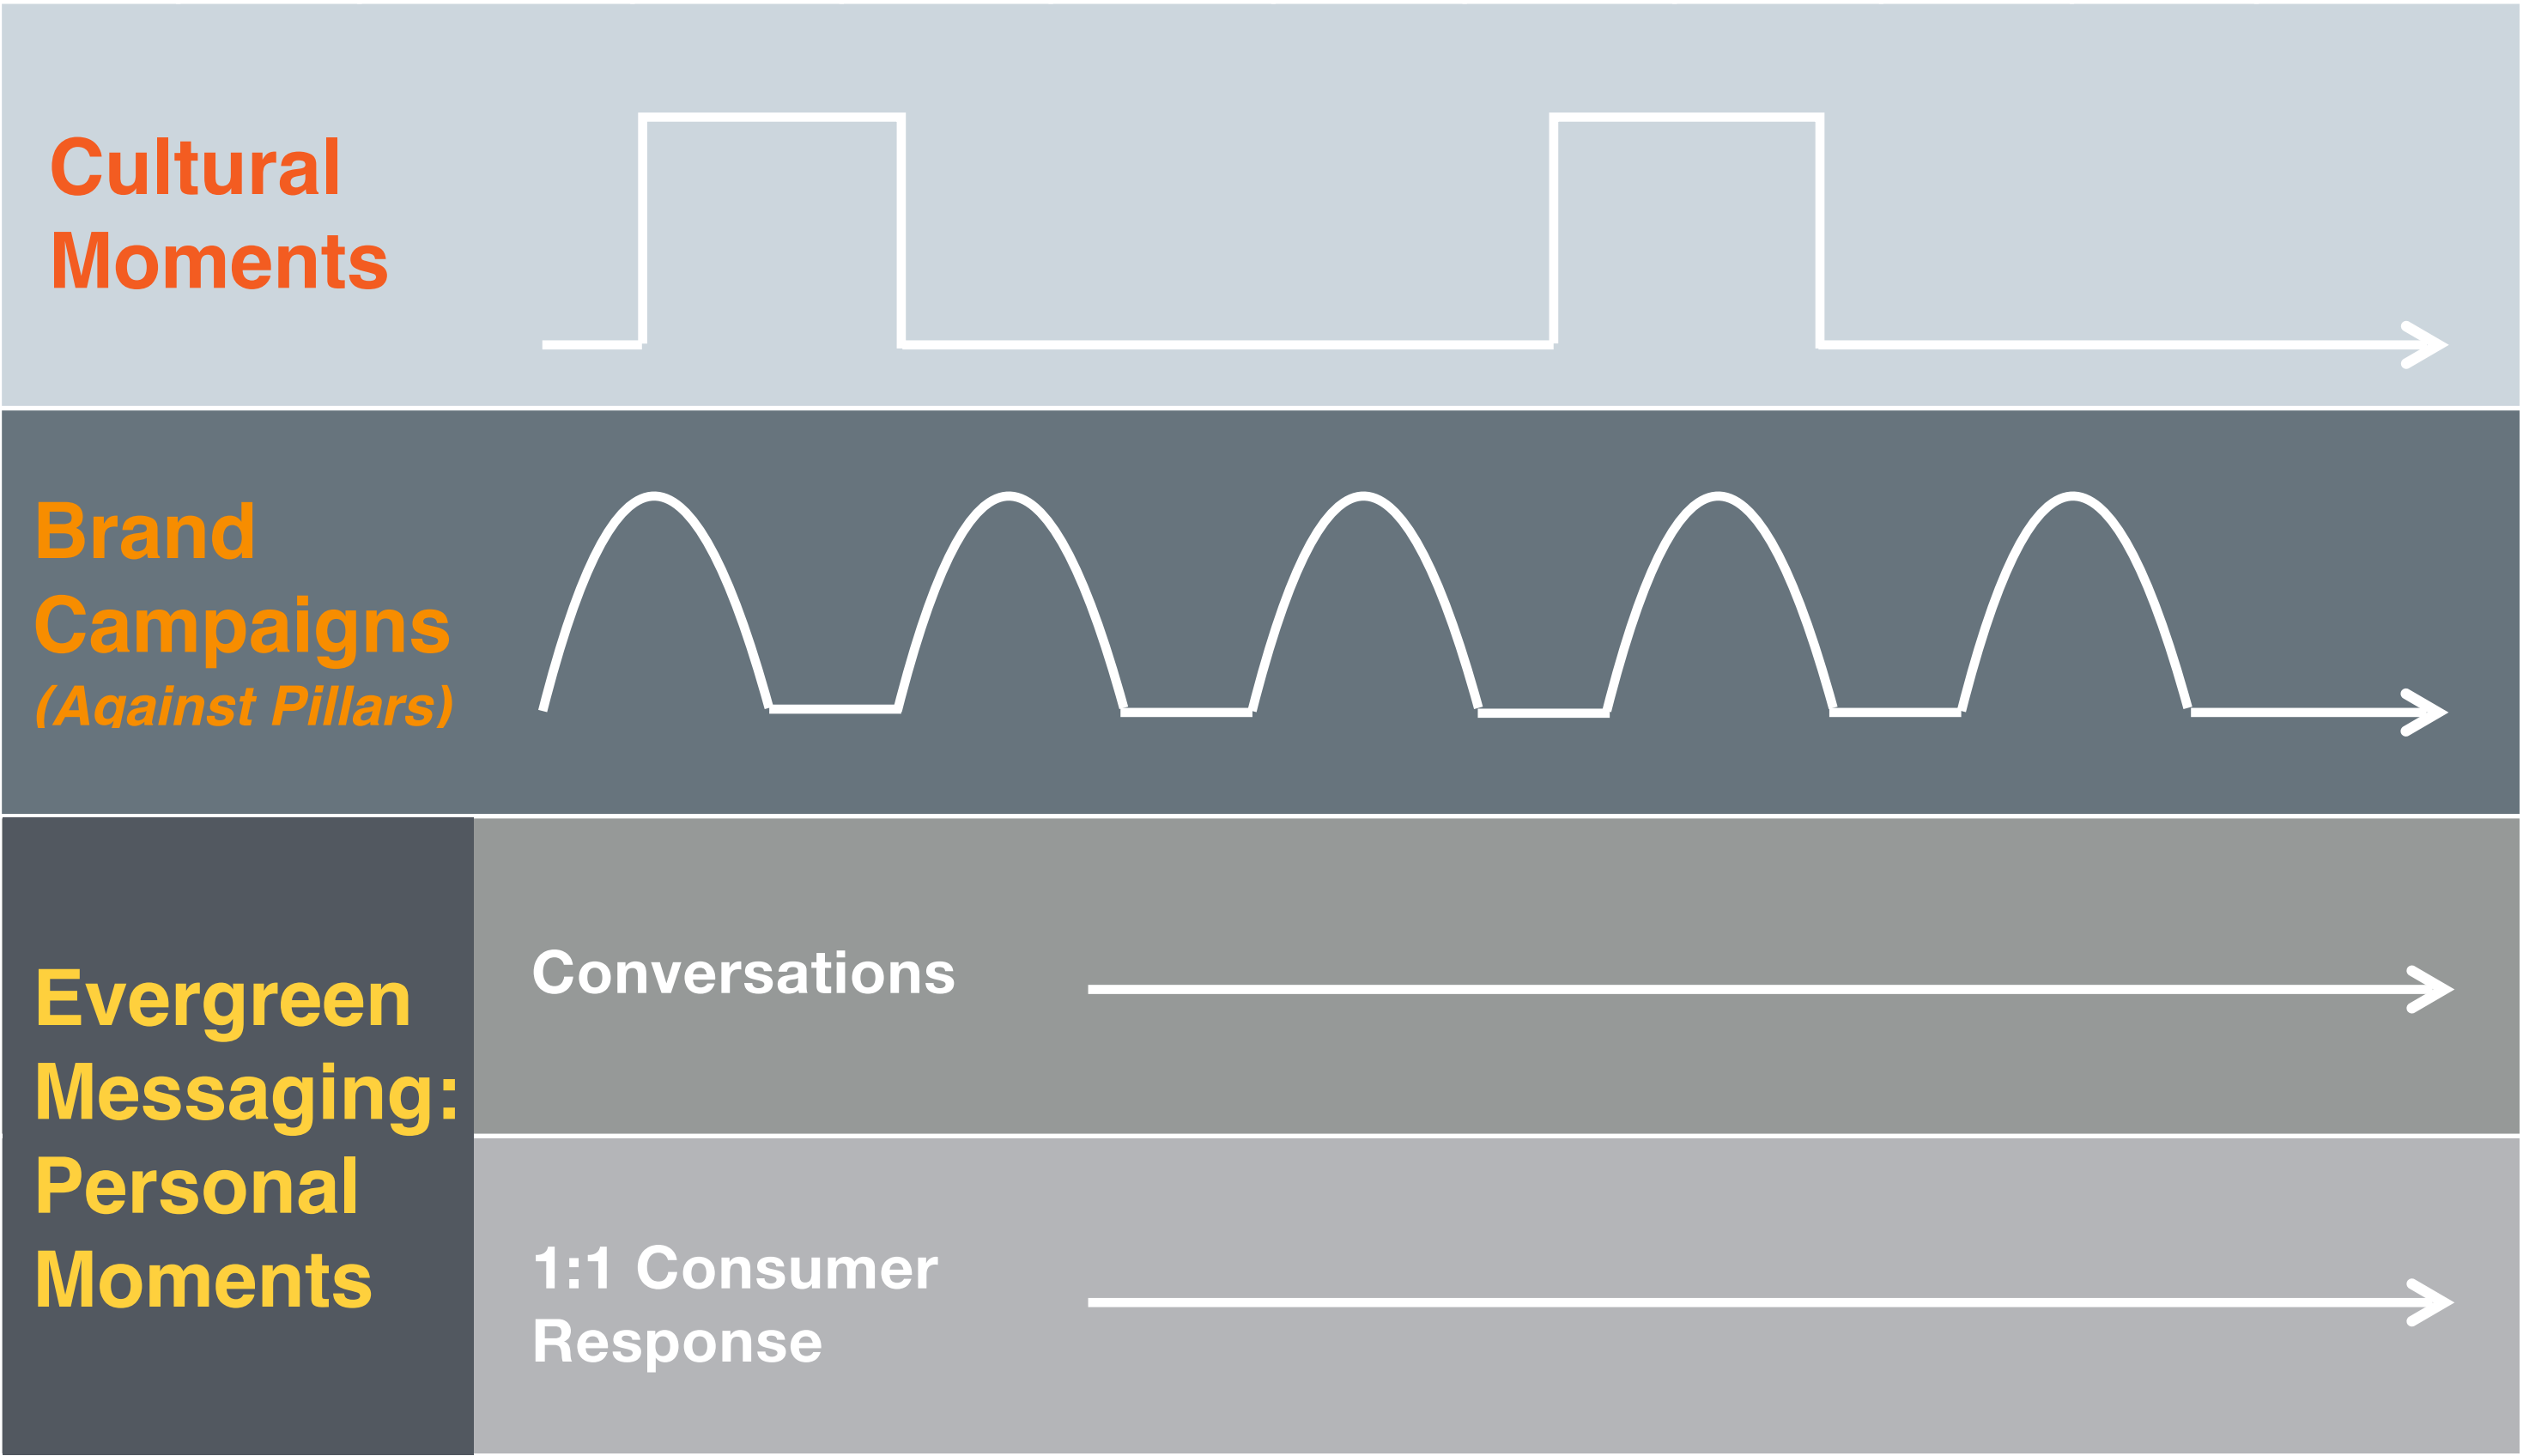 Cultural
Moments
Brand
Campaigns
(Against Pillars)
Evergreen
Messaging:
Personal
Moments
Conversations
1:1 Consumer
Response